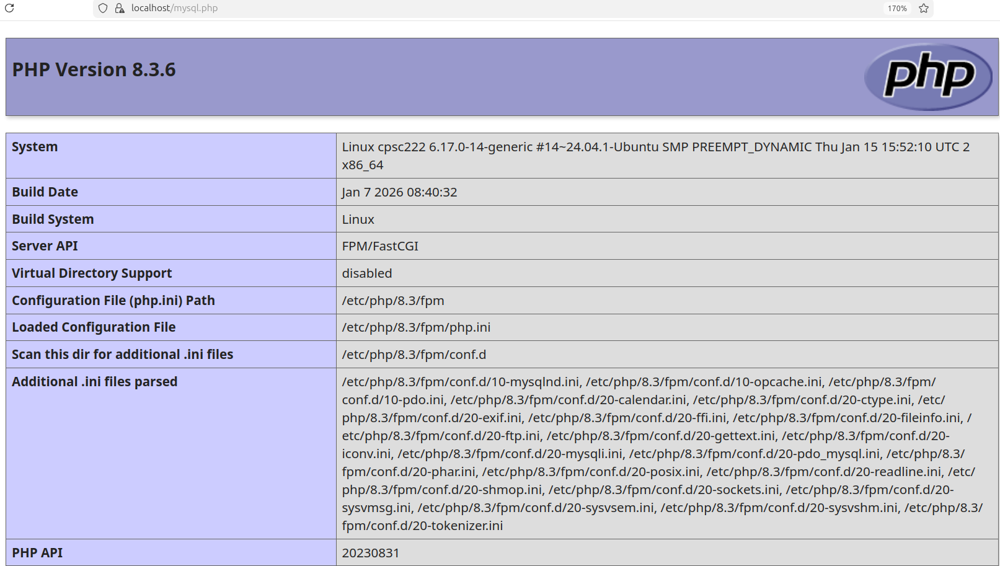 localhost/mysql.php
170%
PHP Version 8.3.6
php
System
Linux cpsc222 6.17.0-14-generic #14~24.04.1-Ubuntu SMP PREEMPT_DYNAMIC Thu Jan 15 15:52:10 UTC 2
x86_64
Build Date
Jan 7 2026 08:40:32
Build System
Linux
Server API
FPM/FastCGI
Virtual Directory Support
disabled
Configuration File (php.ini) Path
/etc/php/8.3/fpm
Loaded Configuration File
/etc/php/8.3/fpm/php.ini
Scan this dir for additional .ini files
/etc/php/8.3/fpm/conf.d
Additional .ini files parsed
/etc/php/8.3/fpm/conf.d/10-mysqlnd.ini, /etc/php/8.3/fpm/conf.d/10-opcache.ini, /etc/php/8.3/fpm/
conf.d/10-pdo.ini, /etc/php/8.3/fpm/conf.d/20-calendar.ini, /etc/php/8.3/fpm/conf.d/20-ctype.ini, /etc/
php/8.3/fpm/conf.d/20-exif.ini, /etc/php/8.3/fpm/conf.d/20-ffi.ini, /etc/php/8.3/fpm/conf.d/20-fileinfo.ini, /
etc/php/8.3/fpm/conf.d/20-ftp.ini, /etc/php/8.3/fpm/conf.d/20-gettext.ini, /etc/php/8.3/fpm/conf.d/20-
iconv.ini, /etc/php/8.3/fpm/conf.d/20-mysqli.ini, /etc/php/8.3/fpm/conf.d/20-pdo_mysql.ini, /etc/php/8.3/
fpm/conf.d/20-phar.ini, /etc/php/8.3/fpm/conf.d/20-posix.ini, /etc/php/8.3/fpm/conf.d/20-readline.ini, /etc/
php/8.3/fpm/conf.d/20-shmop.ini, /etc/php/8.3/fpm/conf.d/20-sockets.ini, /etc/php/8.3/fpm/conf.d/20-
sysvmsg.ini, /etc/php/8.3/fpm/conf.d/20-sysvsem.ini, /etc/php/8.3/fpm/conf.d/20-sysvshm.ini, /etc/php/8.3/
fpm/conf.d/20-tokenizer.ini
PHP API
20230831